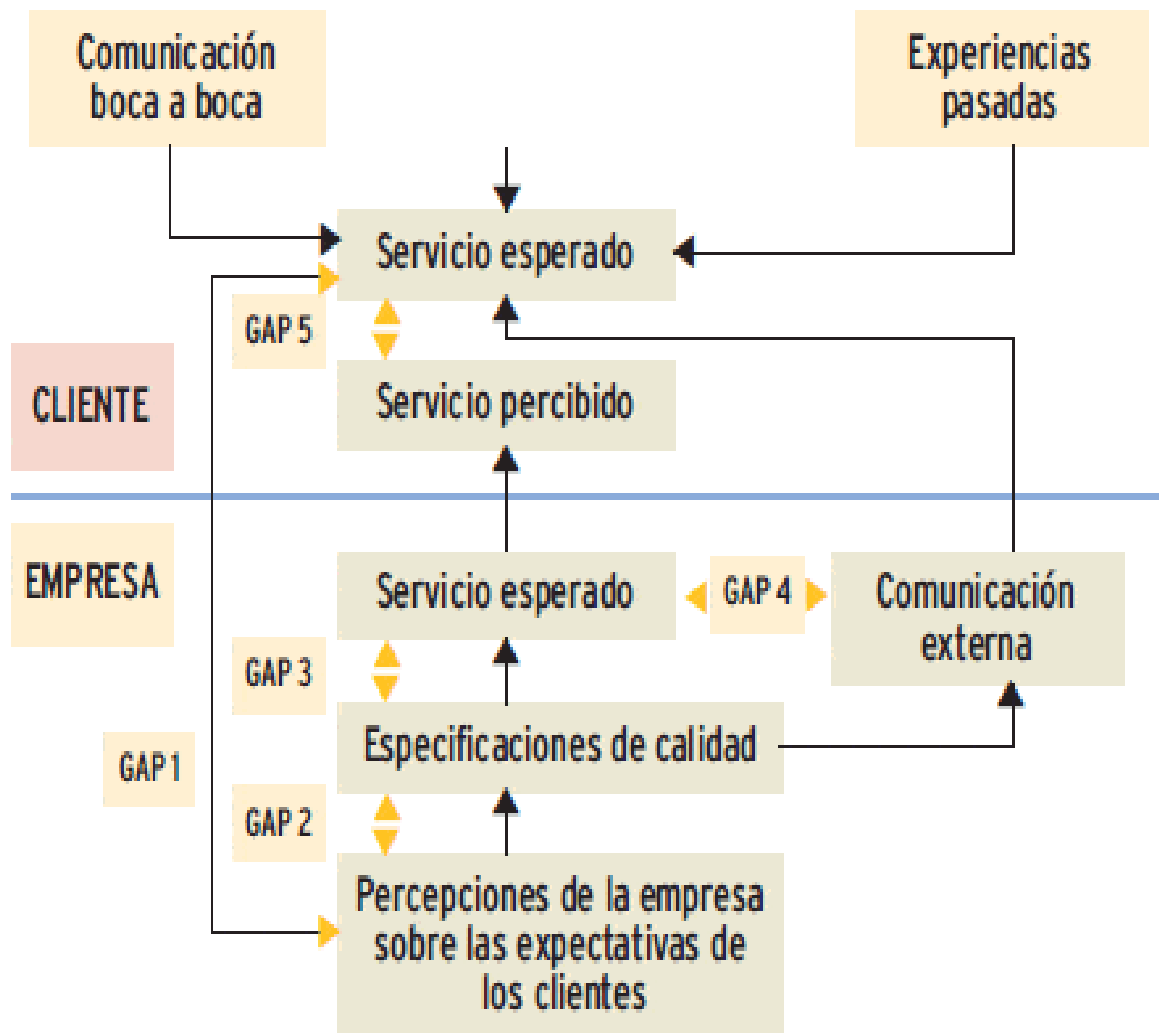 Comunicación
boca a boca
Experiencias
pasadas
Servicio esperado
GAP 5
CLIENTE
Servicio percibido
EMPRESA
Servicio esperado
GAP 4
Comunicación
externa
GAP 3
Especificaciones de calidad
GAP 1
GAP 2
Percepciones de la empresa
sobre las expectativas de
los clientes